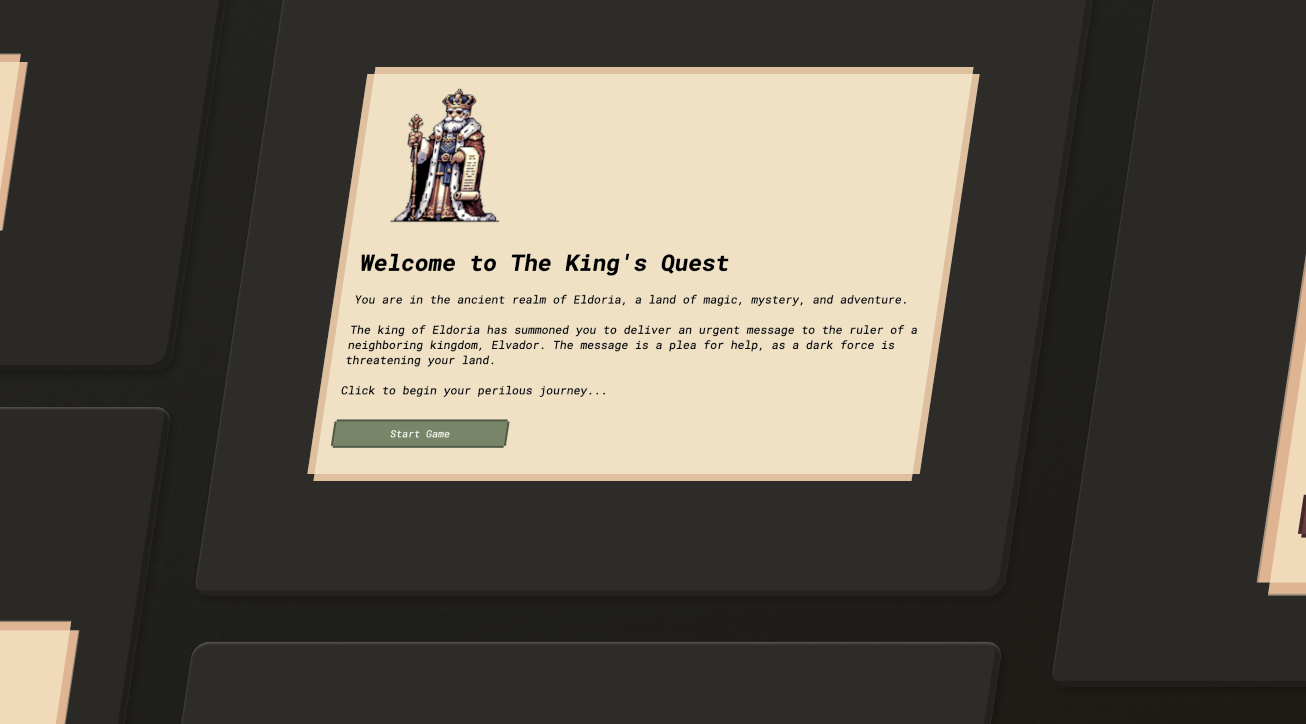 Welcome to The King's Quest
You are in the ancient realm of Eldoria, a land of magic, mystery, and adventure.
The king of Eldoria has summoned you to deliver an urgent message to the ruler of a
neighboring kingdom, Elvador. The message is a plea for help, as a dark force is
threatening your land.
Click to begin your perilous journey...
Start Game